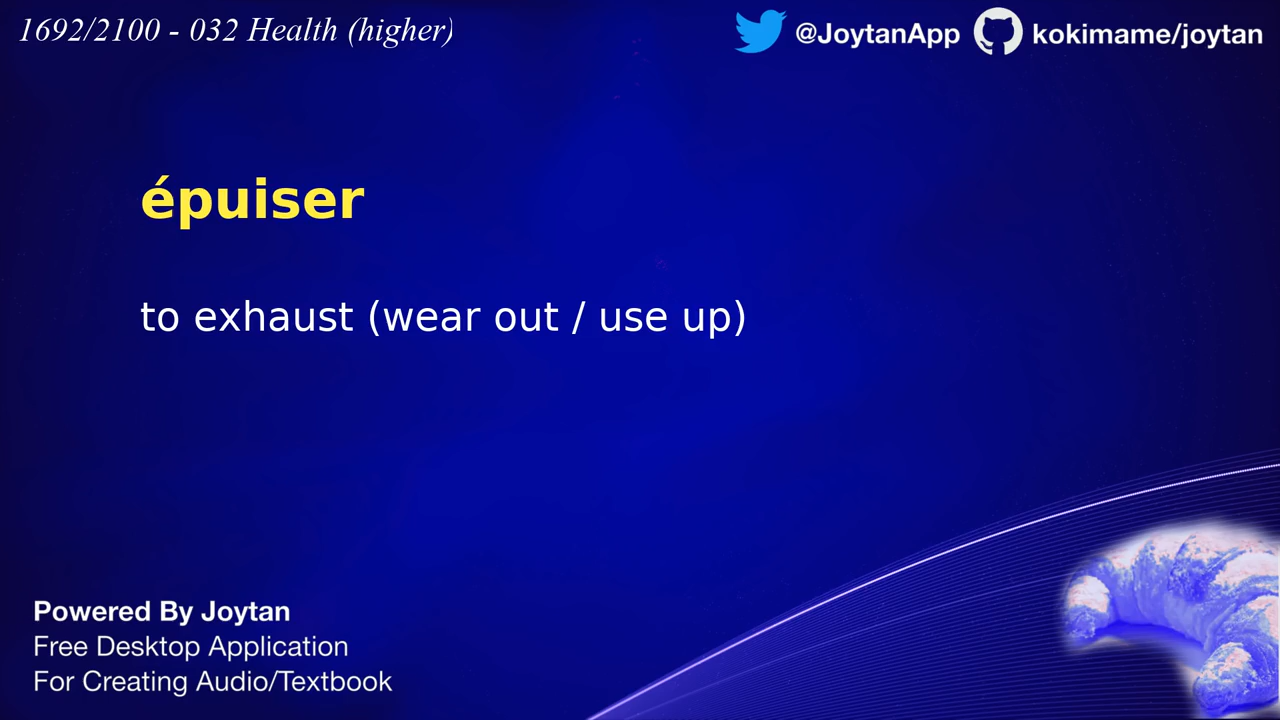 1692/2100 - 032 Health (higher)
@JoytanApp
kokimame/joytan
épuiser
to exhaust (wear out / use up)
Powered By Joytan
Free Desktop Application
For Creating Audio/Textbook